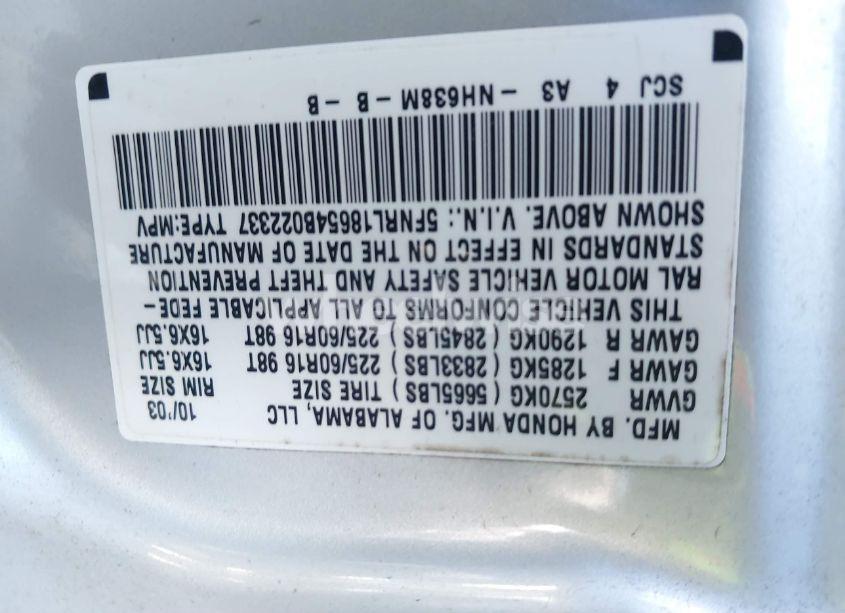 MFD. BY HONDA MFG. OF ALABAMA, LLC 10/'03
GVWR 2570KG ( 5665LBS ) TIRE SIZE RIM SIZE
GAWR F 1285KG ( 2833LBS ) 225/60R16 98T 16X6.5JJ
GAWR R 1290KG ( 2845LBS ) 225/60R16 98T 16X6.5JJ
THIS VEHICLE CONFORMS TO ALL APPLICABLE FEDE-
RAL MOTOR VEHICLE SAFETY AND THEFT PREVENTION
STANDARDS IN EFFECT ON THE DATE OF MANUFACTURE
SHOWN ABOVE. V.I.N.: 5FNRL18654B022337 TYPE:MPV
SCJ 4 A3 - NH638M - B - B